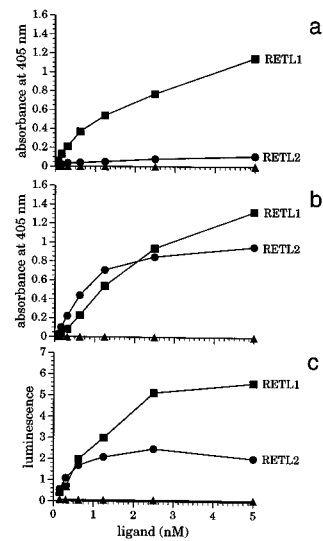 a
absorbance at 405 nm
1.6
1.4
1.2
1
0.8
0.6
0.4
0.2
0
RETL1
RETL2
b
absorbance at 405 nm
1.6
1.4
1.2
1
0.8
0.6
0.4
0.2
0
RETL1
RETL2
c
luminescence
7
6
5
4
3
2
1
0
RETL1
RETL2
0 1 2 3 4 5
ligand (nM)